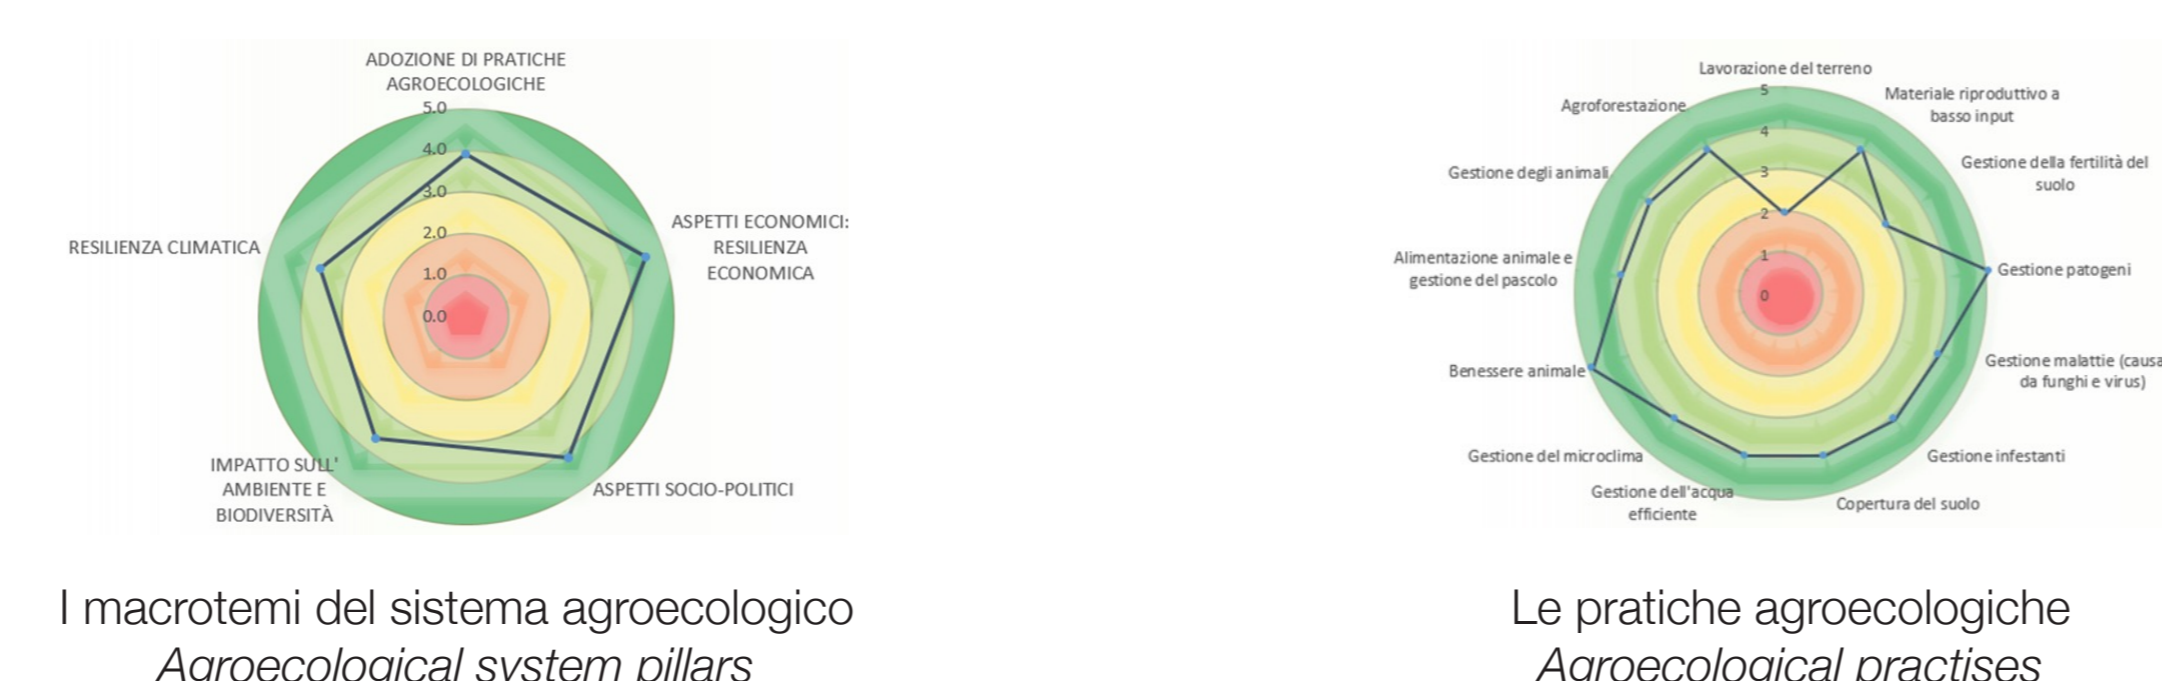 ADOZIONE DI PRATICHE
AGROECOLOGICHE
5.0
4.0
3.0
2.0
1.0
0.0
ASPETTI ECONOMICI:
RESILIENZA
ECONOMICA
RESILIENZA CLIMATICA
IMPATTO SULL'
AMBIENTE E
BIODIVERSITÀ
ASPETTI SOCIO-POLITICI
I macrotemi del sistema agroecologico
Agroecological system pillars
Lavorazione del terreno
5
4
3
2
1
0
Materiale riproduttivo a
basso input
Gestione della fertilità del
suolo
Gestione patogeni
Gestione malattie (causa
da funghi e virus)
Gestione infestanti
Copertura del suolo
Gestione dell'acqua
efficiente
Gestione del microclima
Benessere animale
Alimentazione animale e
gestione del pascolo
Gestione degli animali
Agroforestazione
Le pratiche agroecologiche
Agroecological practises